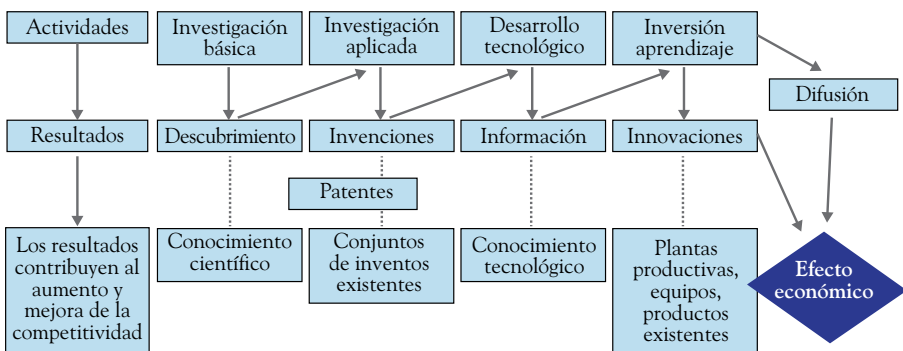 Actividades
Investigación
básica
Investigación
aplicada
Desarrollo
tecnológico
Inversión
aprendizaje
Difusión
Resultados
Descubrimiento
Invenciones
Información
Innovaciones
Patentes
Los resultados
contribuyen al
aumento y
mejora de la
competitividad
Conocimiento
científico
Conjuntos
de inventos
existentes
Conocimiento
tecnológico
Plantas
productivas,
equipos,
productos
existentes
Efecto
económico